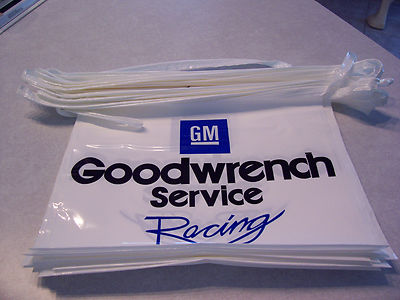 GM
Goodwrench
Service
Racing